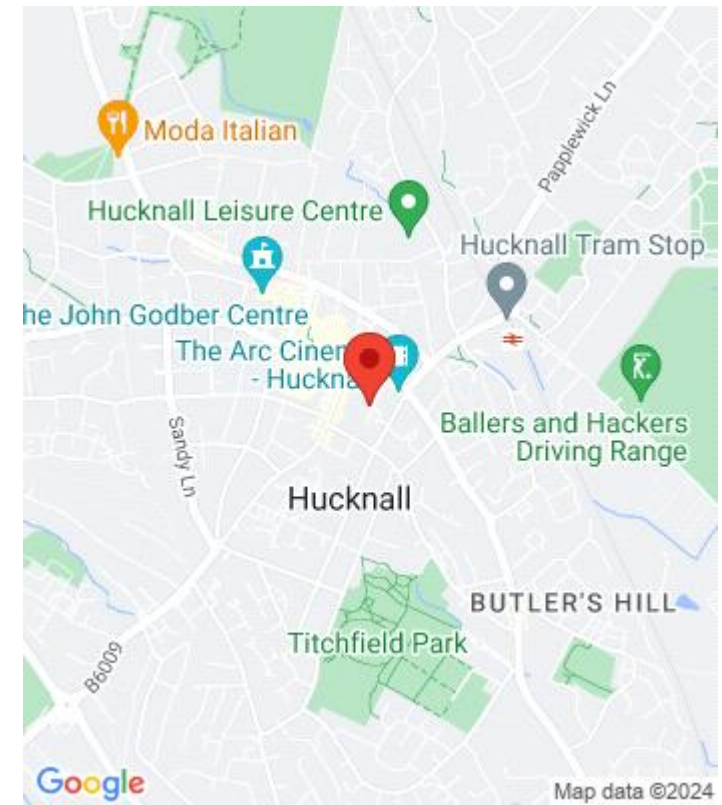 Moda Italian
Papplewick Ln
Hucknall Leisure Centre
Hucknall Tram Stop
he John Godber Centre
The Arc Cinem
- Huckna
Ballers and Hackers
Driving Range
Sandy Ln
Hucknall
BUTLER'S HILL
Titchfield Park
B6009
Google
Map data ©2024